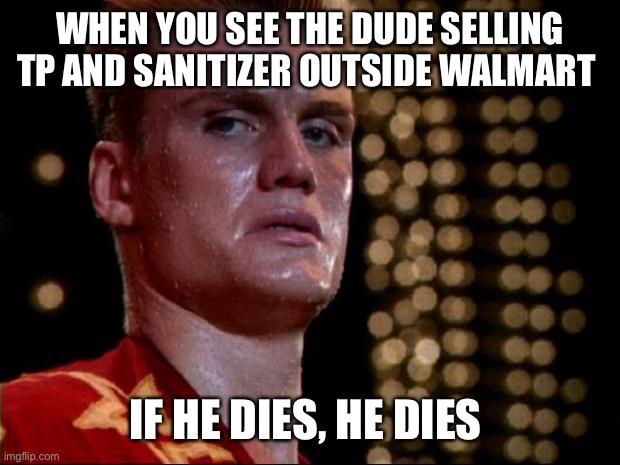 WHEN YOU SEE THE DUDE SELLING
TP AND SANITIZER OUTSIDE WALMART
IF HE DIES, HE DIES
imgflip.com